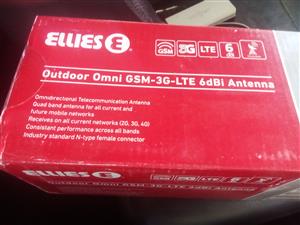 ELLIES E
GSM 3G LTE 6 dBi
Outdoor Omni GSM-3G-LTE 6dBi Antenna
Omnidirectional Telecommunication Antenna
Quad band antenna for all current and
future mobile networks
Receives on all current networks (2G, 3G, 4G)
Consistant performance across all bands
Industry standard N-type female connector
ELLIES E
Outdoor Omni GSM-3G-LTE 6dBi Antenna